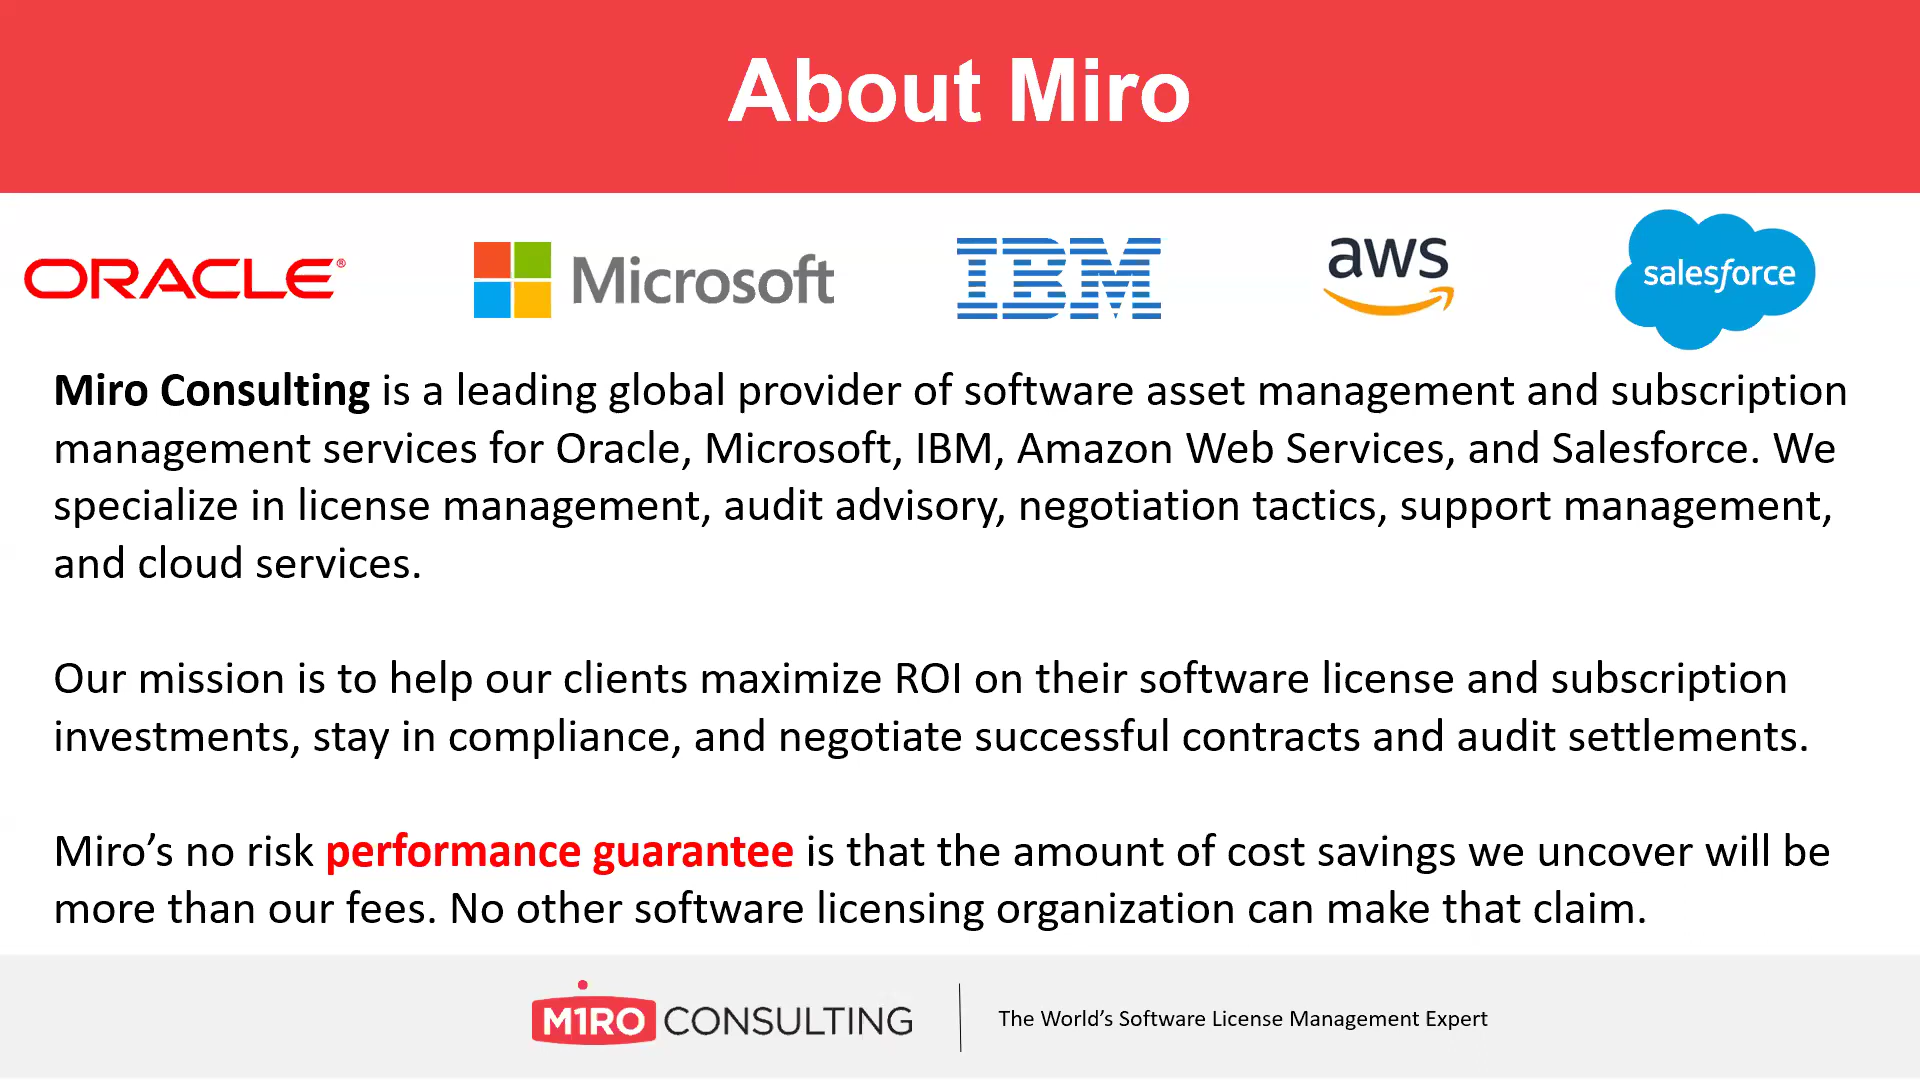 About Miro
ORACLE®
Microsoft
IBM
aws
salesforce
Miro Consulting is a leading global provider of software asset management and subscription
management services for Oracle, Microsoft, IBM, Amazon Web Services, and Salesforce. We
specialize in license management, audit advisory, negotiation tactics, support management,
and cloud services.
Our mission is to help our clients maximize ROI on their software license and subscription
investments, stay in compliance, and negotiate successful contracts and audit settlements.
Miro’s no risk performance guarantee is that the amount of cost savings we uncover will be
more than our fees. No other software licensing organization can make that claim.
MIRO CONSULTING
The World’s Software License Management Expert